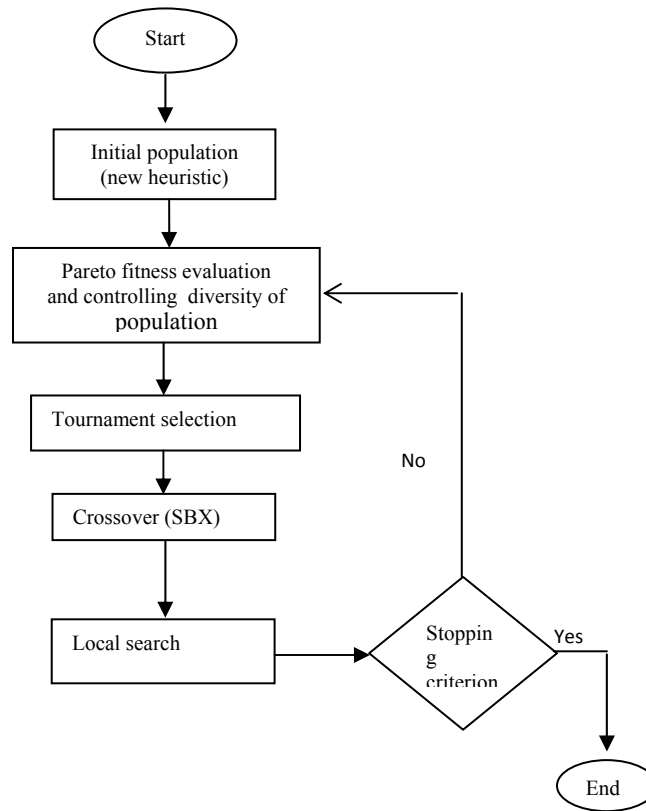 Start
Initial population
(new heuristic)
Pareto fitness evaluation
and controlling diversity of
population
Tournament selection
Crossover (SBX)
Local search
No
Stoppin
g
criterion
Yes
End